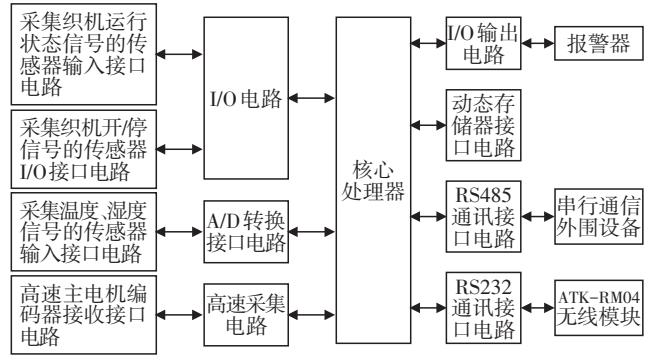 采集织机运行
状态信号的传
感器输入接口
电路
采集织机开/停
信号的传感器
I/O接口电路
采集温度、湿度
信号的传感器
输入接口电路
高速主电机编
码器接收接口
电路
I/O电路
A/D转换
接口电路
高速采集
电路
核心
处理器
I/O输出
电路
动态存
储器接
口电路
RS485
通讯接
口电路
RS232
通讯接
口电路
报警器
串行通信
外围设备
ATK-RM04
无线模块